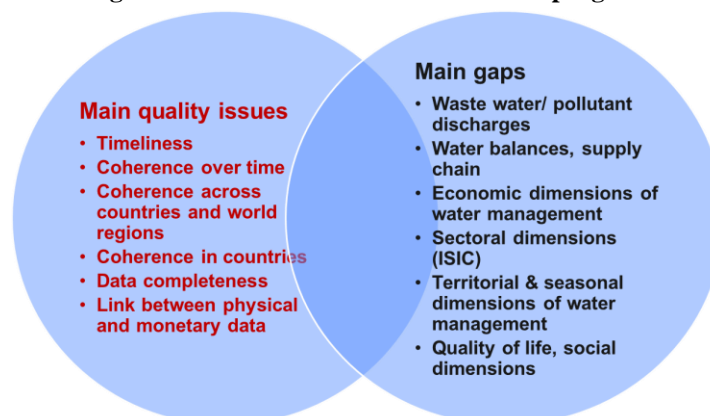 Main quality issues
• Timeliness
• Coherence over time
• Coherence across
countries and world
regions
• Coherence in countries
• Data completeness
• Link between physical
and monetary data
Main gaps
• Waste water/ pollutant
discharges
• Water balances, supply
chain
• Economic dimensions of
water management
• Sectoral dimensions
(ISIC)
• Territorial & seasonal
dimensions of water
management
• Quality of life, social
dimensions